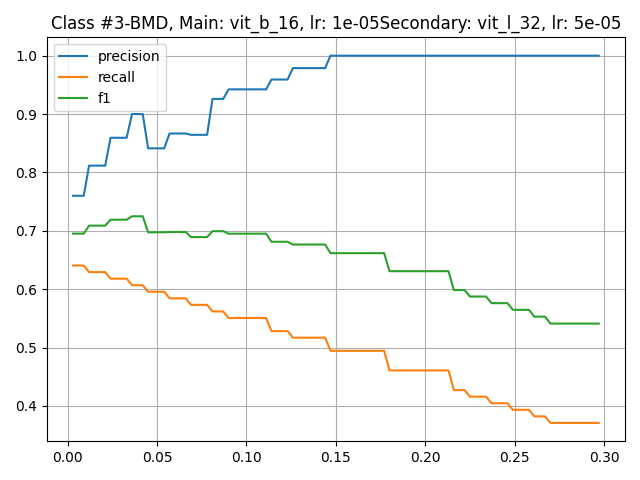 Class #3-BMD, Main: vit_b_16, lr: 1e-05Secondary: vit_l_32, lr: 5e-05
precision
recall
f1
1.0
0.9
0.8
0.7
0.6
0.5
0.4
0.00 0.05 0.10 0.15 0.20 0.25 0.30